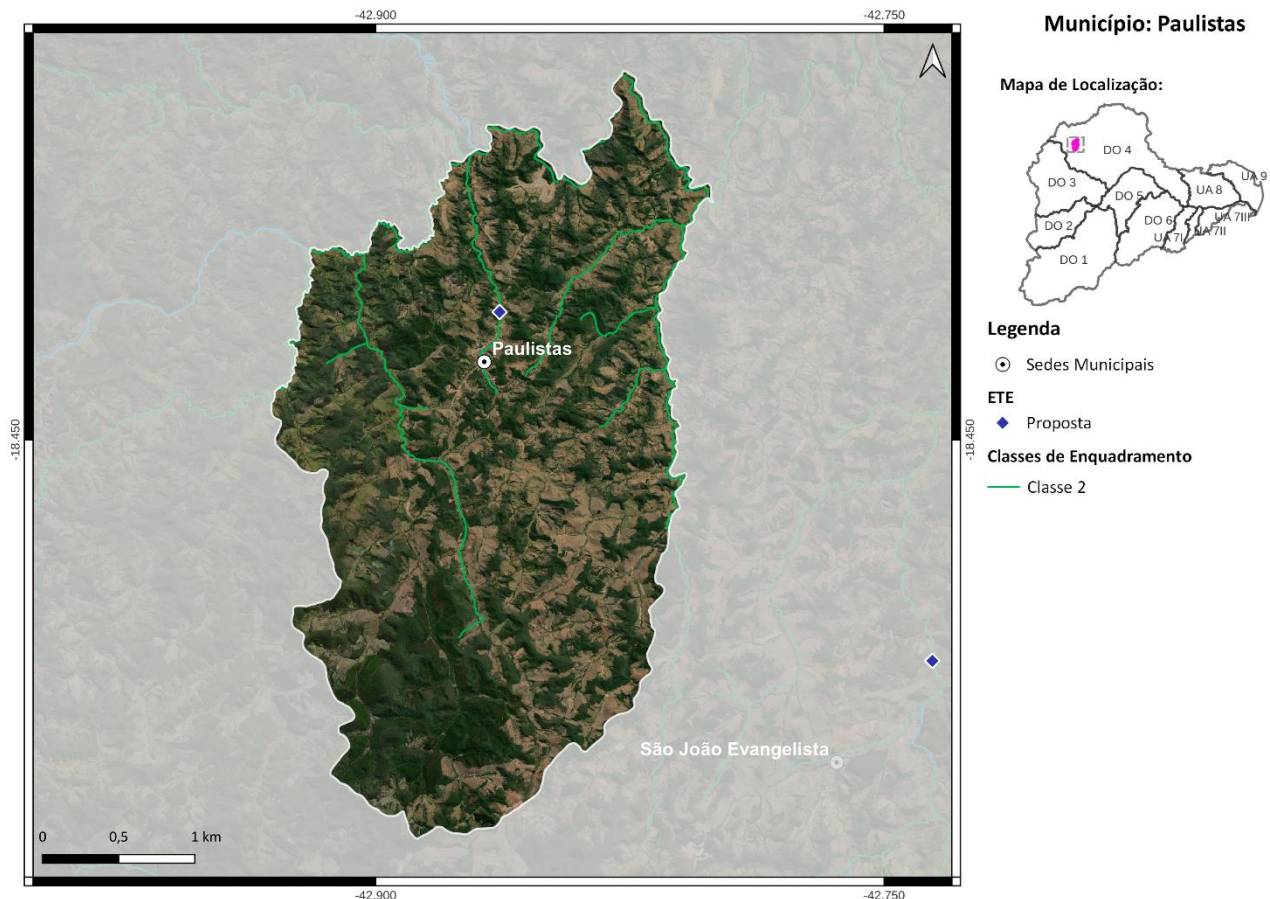 -42.900
-42.750
Município: Paulistas
Mapa de Localização:
DO 4
DO 3
UA 9
DO 5
UA 8
DO 2
DO 6
UA 7III
UA 7II
UA 7I
DO 1
Legenda
Sedes Municipais
ETE
Proposta
Classes de Enquadramento
Classe 2
Paulistas
-18.450
-18.450
São João Evangelista
0
0,5
1 km
-42.900
-42.750